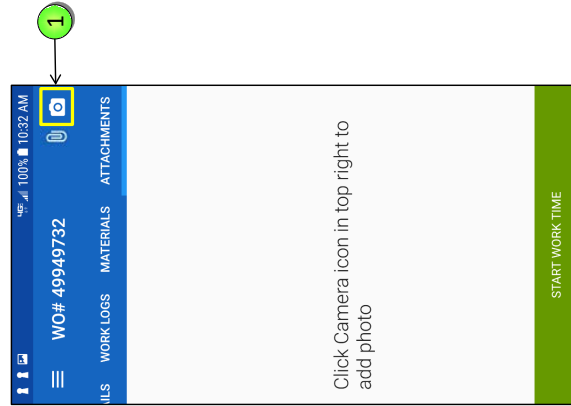 1
4G 100% 10:32 AM
WO# 49949732
ILS WORK LOGS MATERIALS ATTACHMENTS
Click Camera icon in top right to
add photo
START WORK TIME